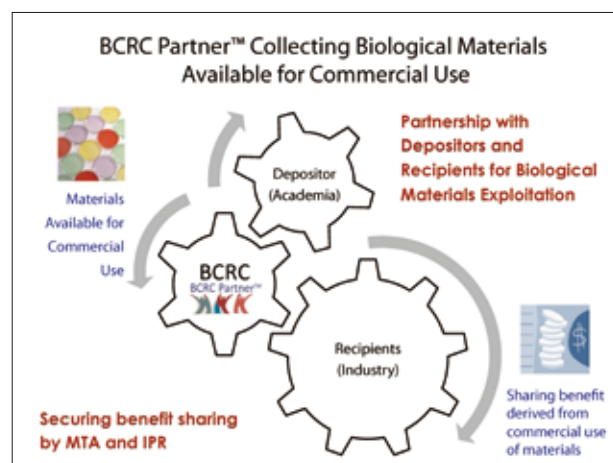 BCRC Partner™ Collecting Biological Materials
Available for Commercial Use
Partnership with
Depositors and
Recipients for Biological
Materials Exploitation
Depositor
(Academia)
Materials
Available for
Commercial
Use
BCRC
BCRC Partner™
Recipients
(Industry)
Sharing benefit
derived from
commercial use
of materials
Securing benefit sharing
by MTA and IPR